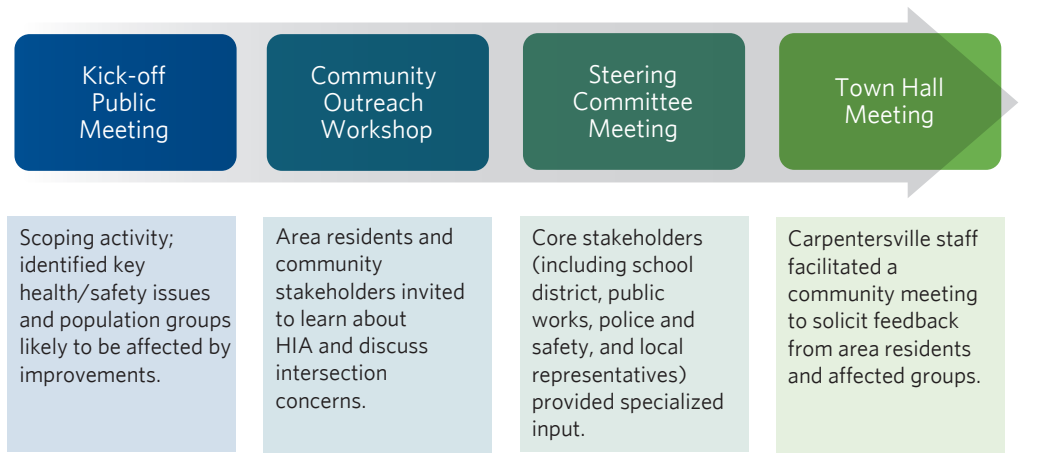 Kick-off
Public
Meeting
Community
Outreach
Workshop
Steering
Committee
Meeting
Town Hall
Meeting
Scoping activity;
identified key
health/safety issues
and population groups
likely to be affected by
improvements.
Area residents and
community
stakeholders invited
to learn about
HIA and discuss
intersection
concerns.
Core stakeholders
(including school
district, public
works, police and
safety, and local
representatives)
provided specialized
input.
Carpentersville staff
facilitated a
community meeting
to solicit feedback
from area residents
and affected groups.